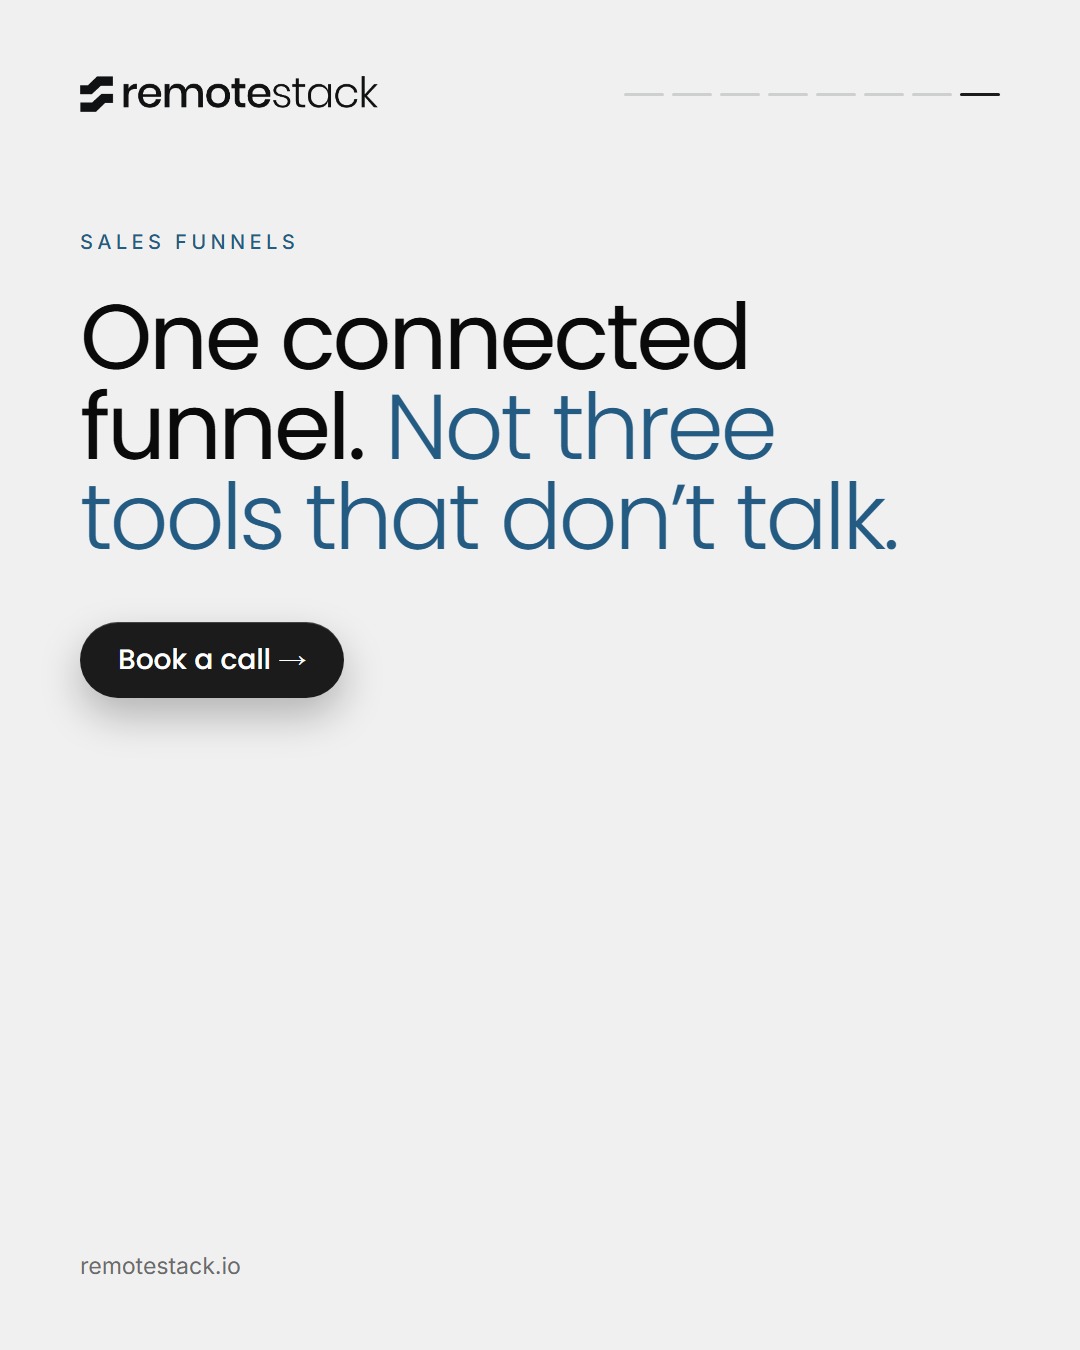 remotestack
SALES FUNNELS
One connected
funnel. Not three
tools that don’t talk.
Book a call →
remotestack.io